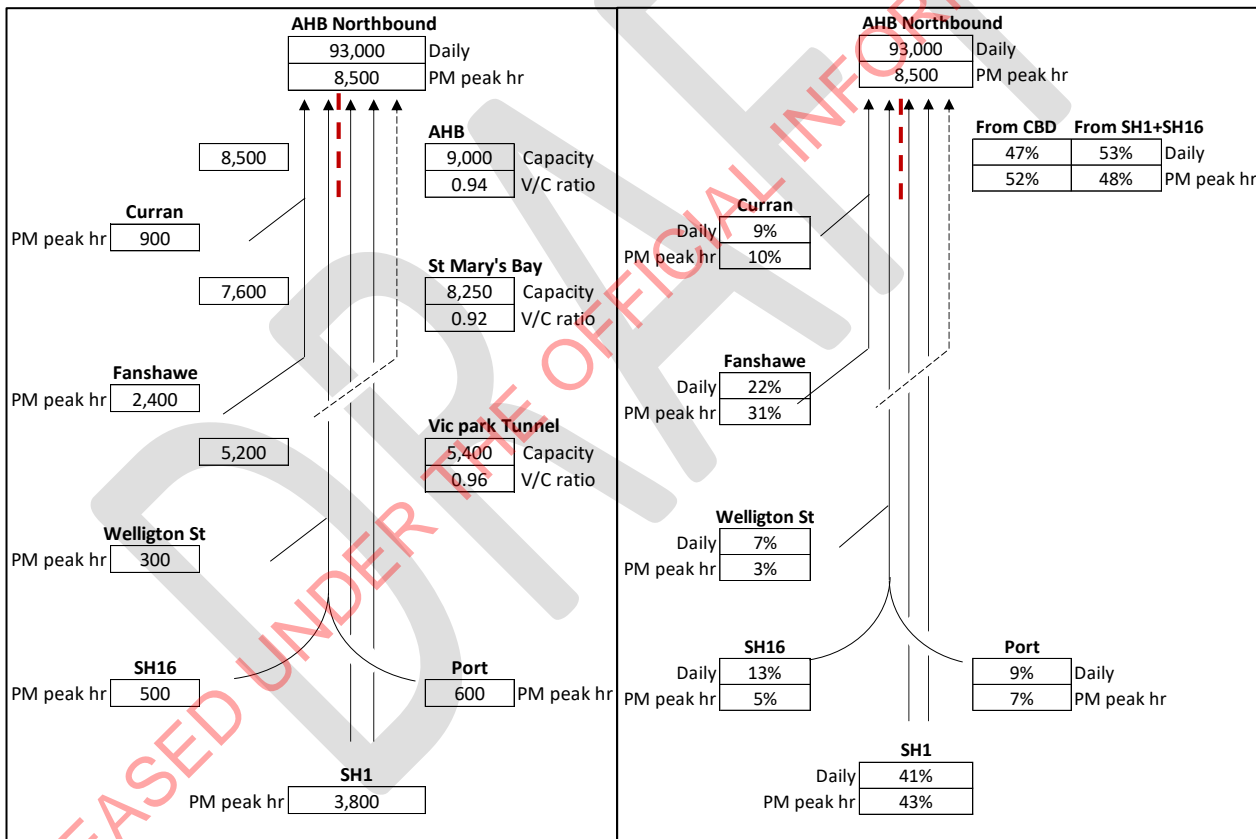 AHB Northbound
93,000 Daily
8,500 PM peak hr
AHB
8,500
9,000 Capacity
0.94 V/C ratio
Curran
PM peak hr 900
St Mary's Bay
7,600
8,250 Capacity
0.92 V/C ratio
Fanshawe
PM peak hr 2,400
Vic park Tunnel
5,200
5,400 Capacity
0.96 V/C ratio
Welligton St
PM peak hr 300
SH16
PM peak hr 500
Port
600 PM peak hr
SH1
PM peak hr 3,800
AHB Northbound
93,000 Daily
8,500 PM peak hr
From CBD From SH1+SH16
47% 53% Daily
52% 48% PM peak hr
Curran
Daily 9%
PM peak hr 10%
Fanshawe
Daily 22%
PM peak hr 31%
Welligton St
Daily 7%
PM peak hr 3%
SH16
Daily 13%
PM peak hr 5%
Port
9% Daily
7% PM peak hr
SH1
Daily 41%
PM peak hr 43%
DRAFT
EASED UNDER THE OFFICIAL INFOR